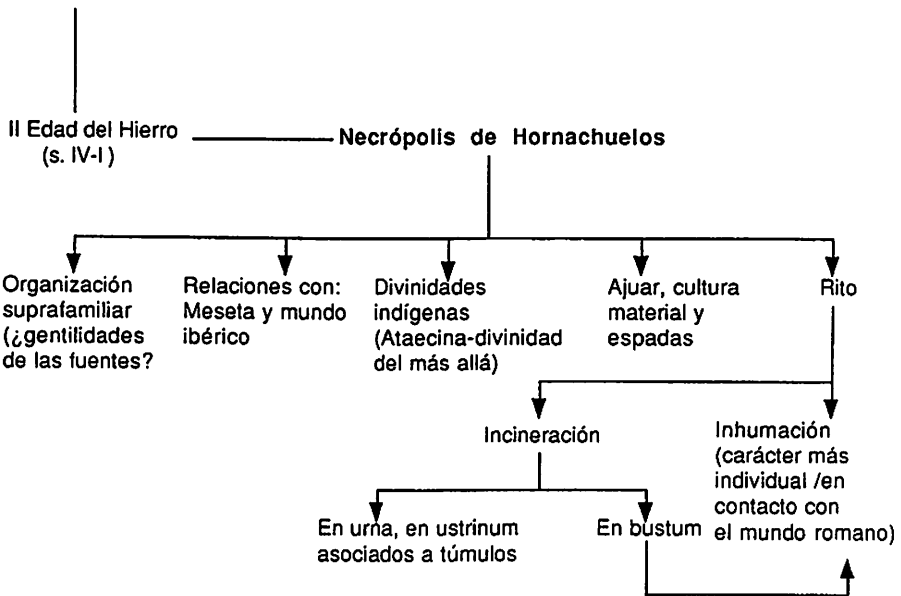 II Edad del Hierro
(s. IV-I )
Necrópolis de Hornachuelos
Organización
suprafamiliar
(¿gentilidades
de las fuentes?
Relaciones con:
Meseta y mundo
ibérico
Divinidades
indígenas
(Ataecina-divinidad
del más allá)
Ajuar, cultura
material y
espadas
Rito
Incineración
Inhumación
(carácter más
individual /en
contacto con
el mundo romano)
En urna, en ustrinum
asociados a túmulos
En bustum